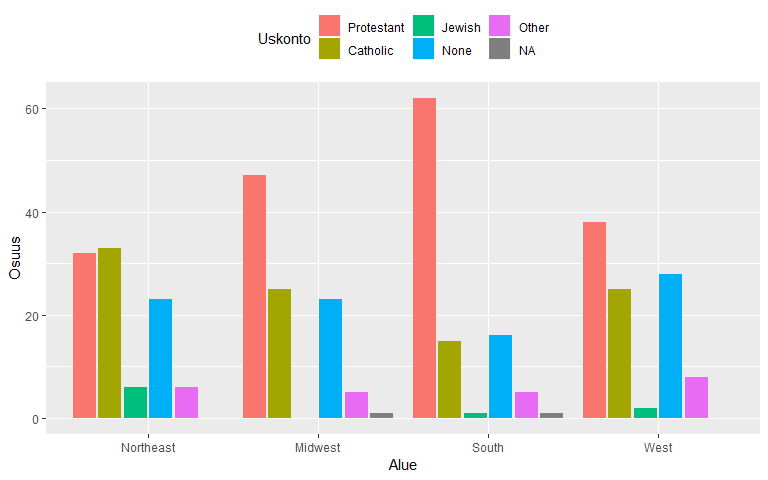 Uskonto
Protestant Jewish Other
Catholic None NA
60
40
20
0
Osuus
Northeast Midwest South West
Alue